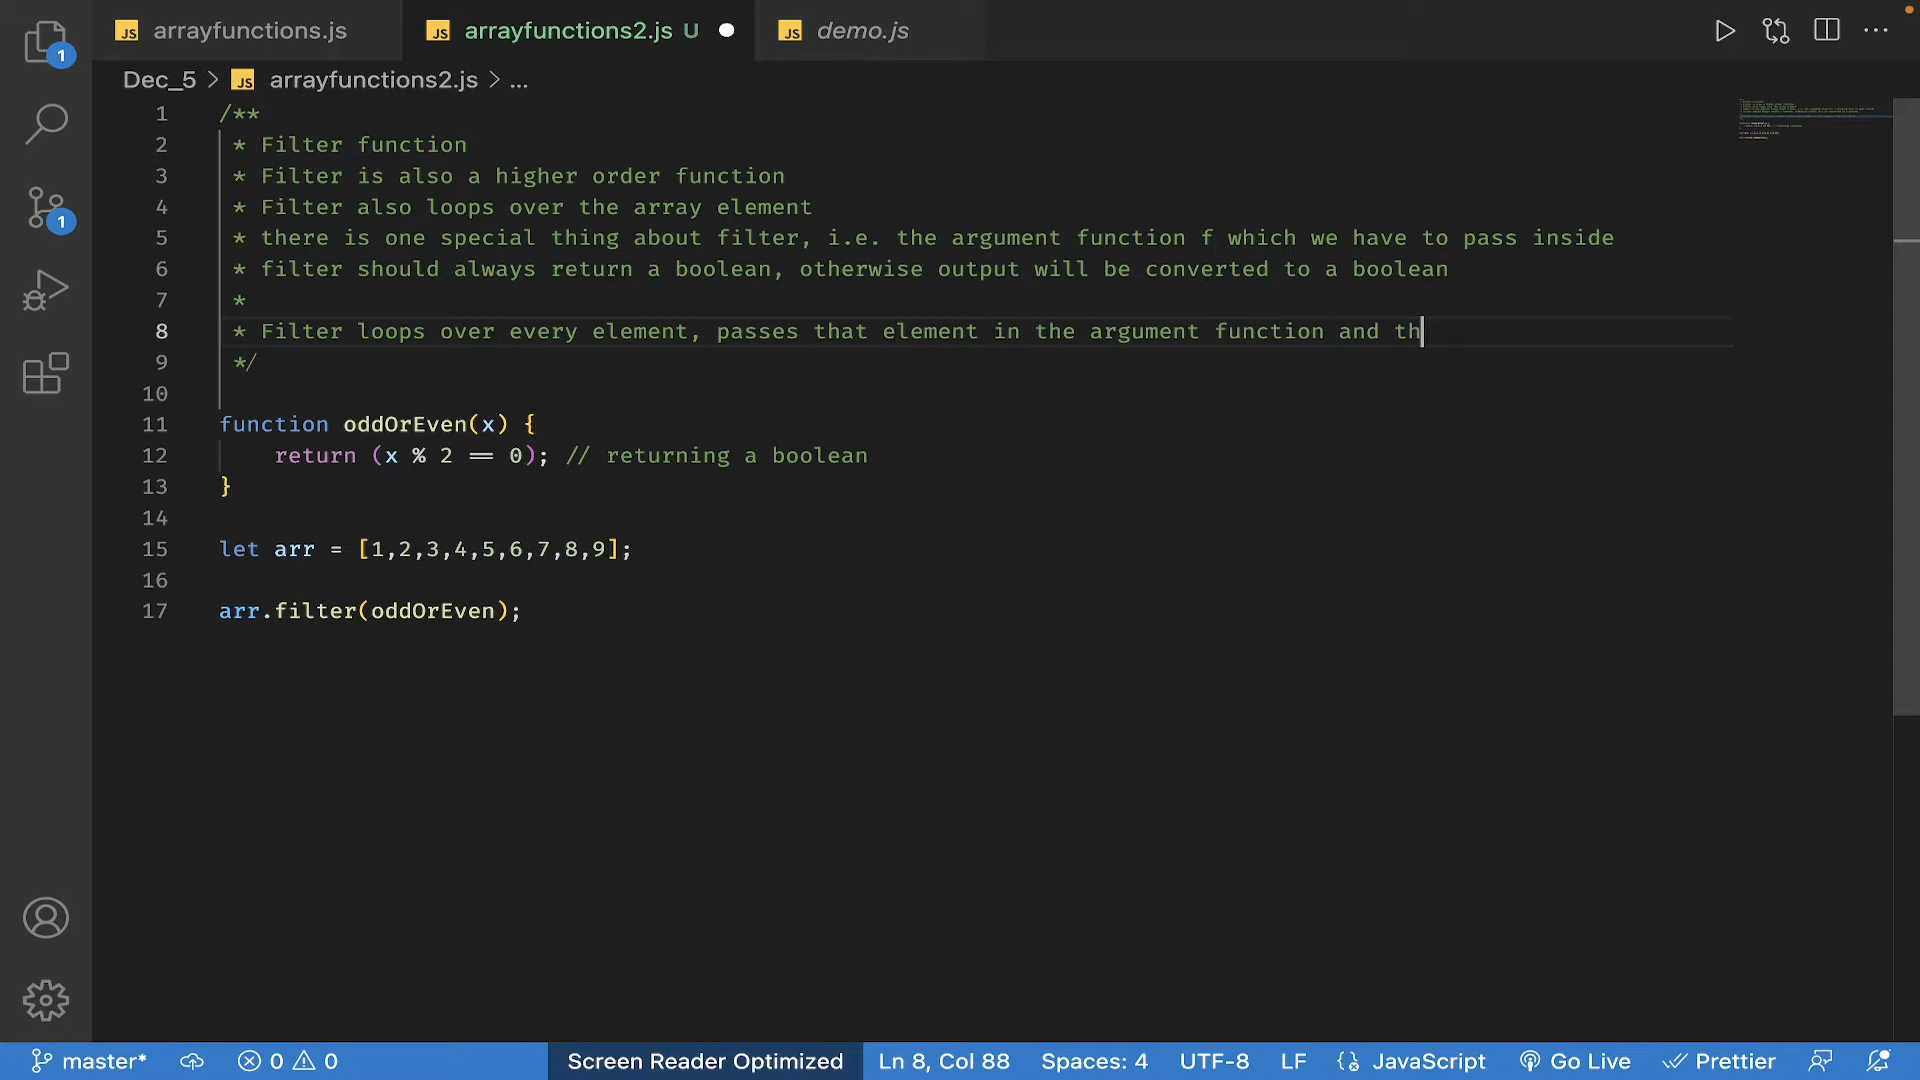 JS arrayfunctions.js JS arrayfunctions2.js U JS demo.js
1
Dec_5 > JS arrayfunctions2.js > ...
1 /**
2 * Filter function
3 * Filter is also a higher order function
4 * Filter also loops over the array element
5 * there is one special thing about filter, i.e. the argument function f which we have to pass inside
6 * filter should always return a boolean, otherwise output will be converted to a boolean
7 *
8 * Filter loops over every element, passes that element in the argument function and th
9 */
10
11 function oddOrEven(x) {
12 return (x % 2 == 0); // returning a boolean
13 }
14
15 let arr = [1,2,3,4,5,6,7,8,9];
16
17 arr.filter(oddOrEven);
1
master* 0 0 Screen Reader Optimized Ln 8, Col 88 Spaces: 4 UTF-8 LF JavaScript Go Live Prettier